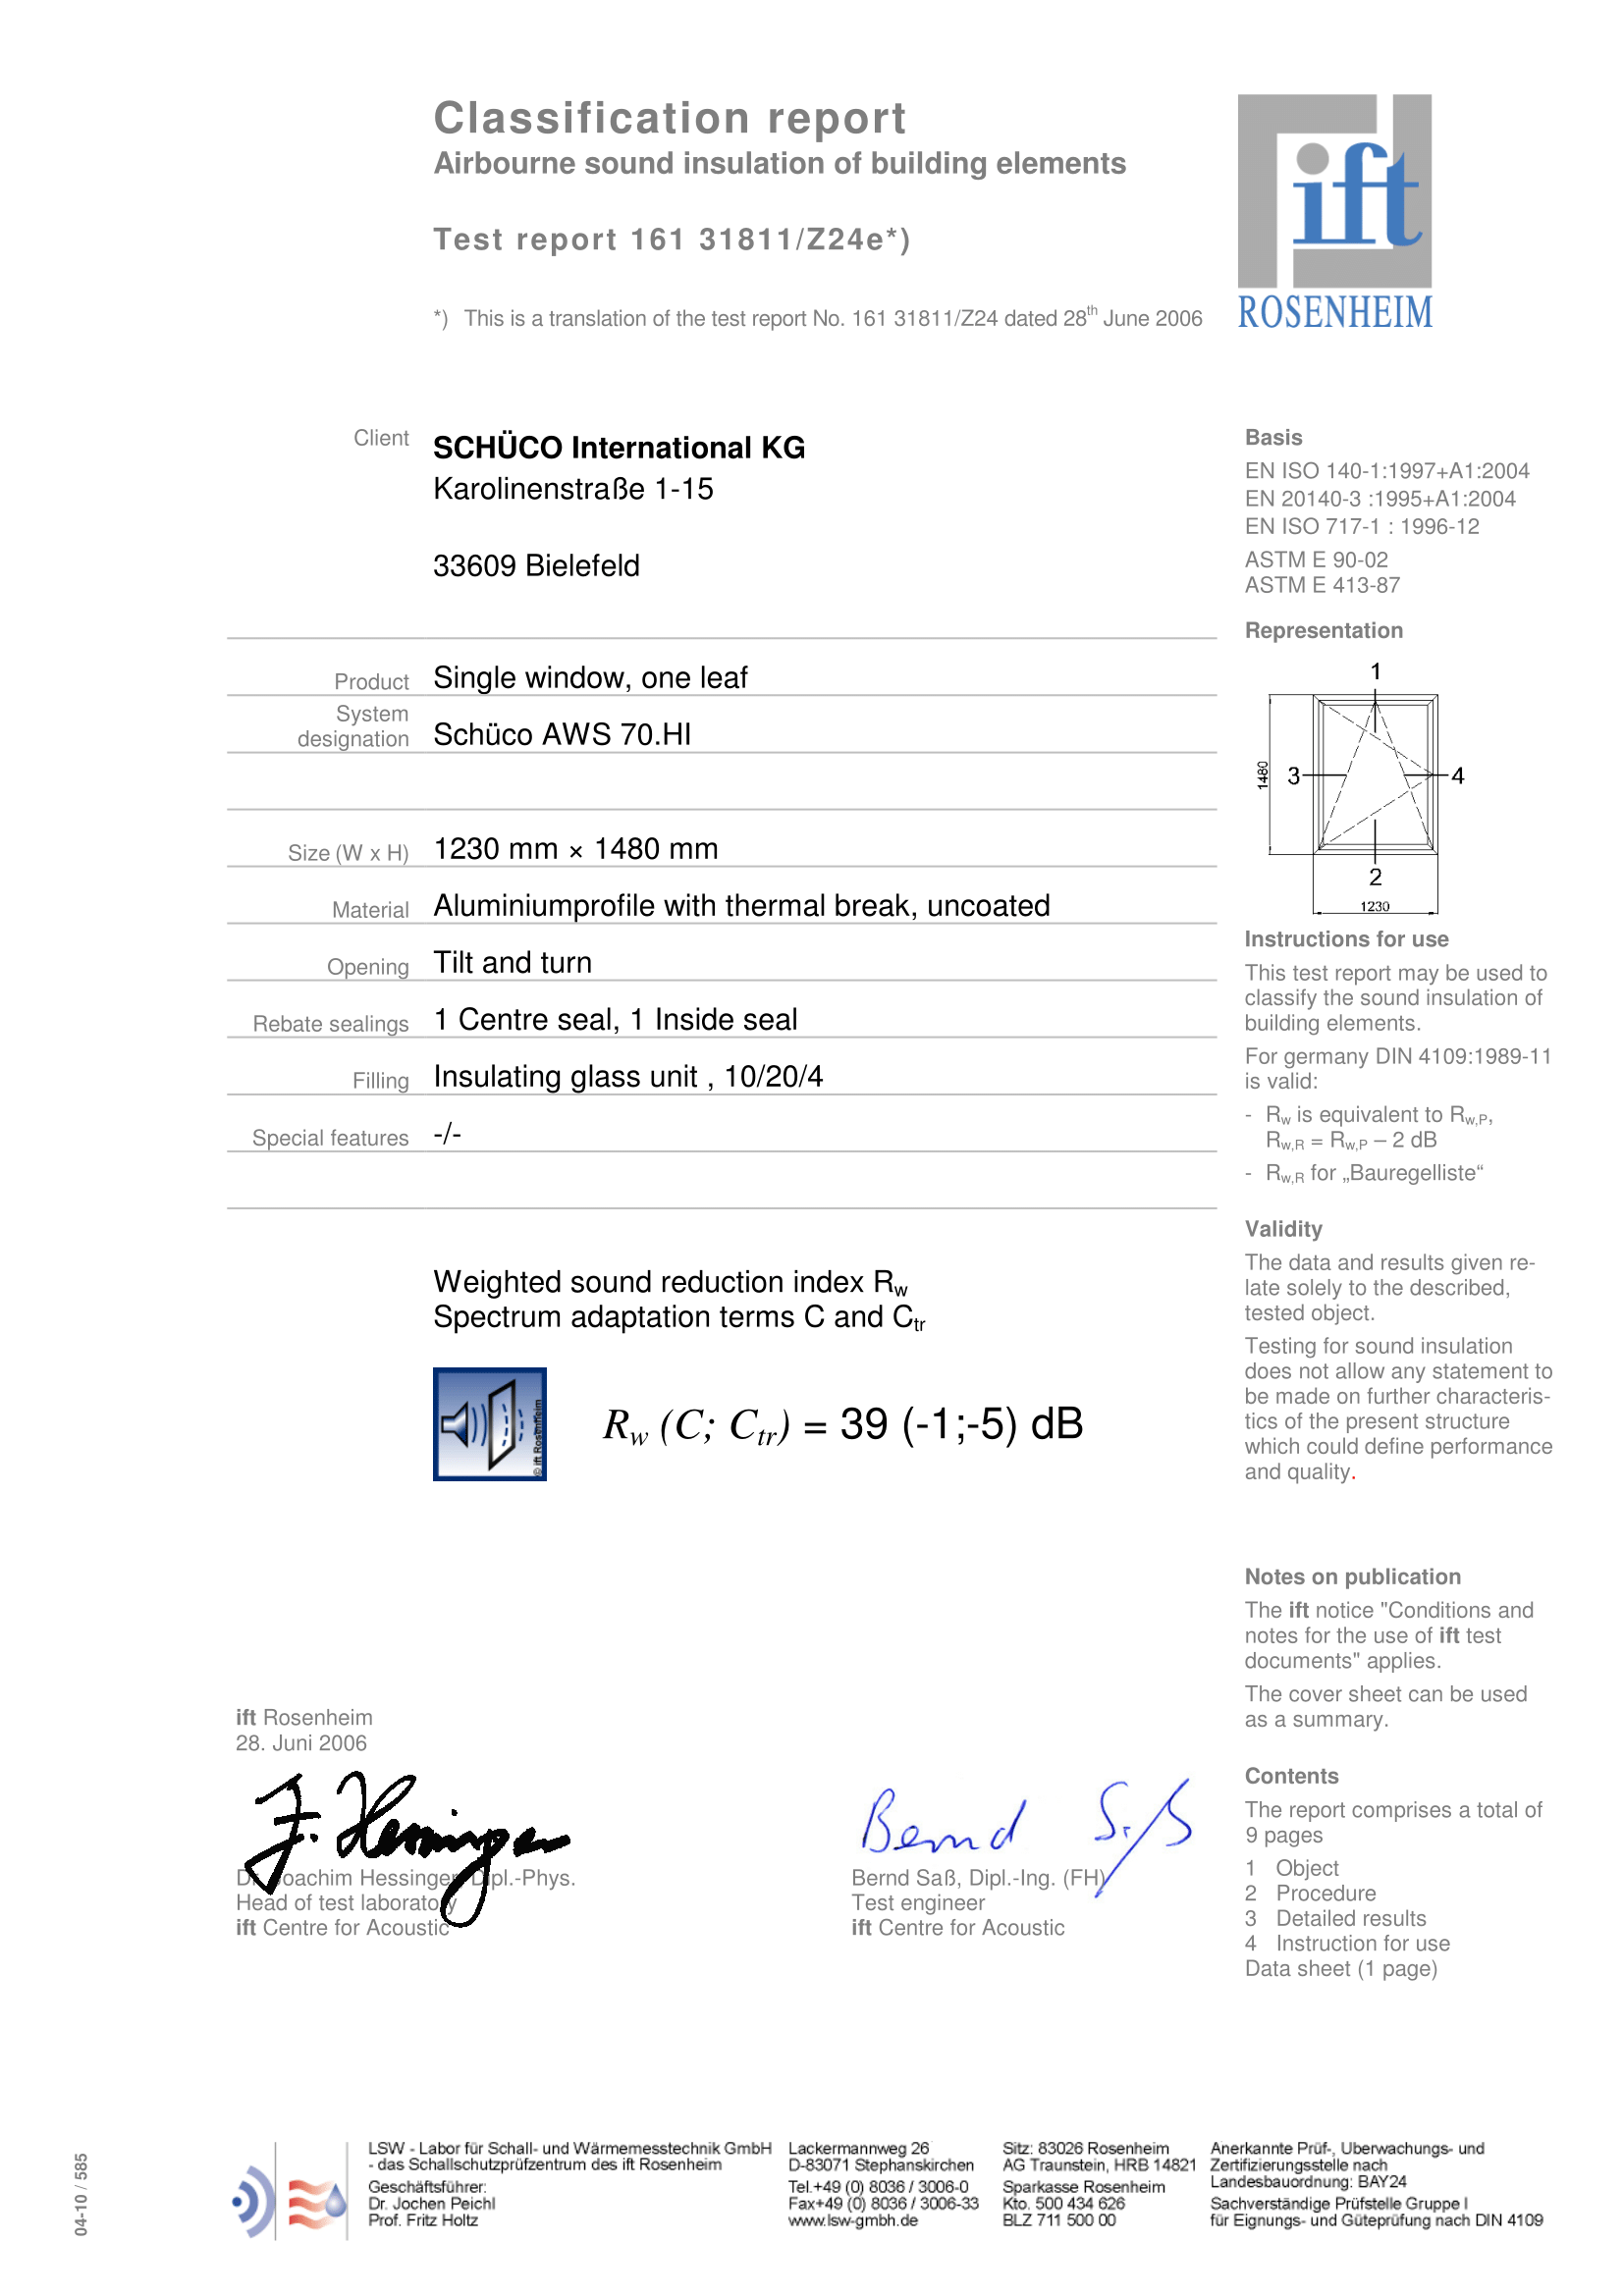 Classification report
Airbourne sound insulation of building elements
Test report 161 31811/Z24e*)
*) This is a translation of the test report No. 161 31811/Z24 dated 28th June 2006
ift
ROSENHEIM
Client
SCHÜCO International KG
Karolinenstraße 1-15
33609 Bielefeld
Product Single window, one leaf
System
designation Schüco AWS 70.HI
Size (W x H) 1230 mm × 1480 mm
Material Aluminiumprofile with thermal break, uncoated
Opening Tilt and turn
Rebate sealings 1 Centre seal, 1 Inside seal
Filling Insulating glass unit , 10/20/4
Special features -/-
Weighted sound reduction index Rw
Spectrum adaptation terms C and Ctr
© ift Rosenheim
Rw (C; Ctr) = 39 (-1;-5) dB
Basis
EN ISO 140-1:1997+A1:2004
EN 20140-3 :1995+A1:2004
EN ISO 717-1 : 1996-12
ASTM E 90-02
ASTM E 413-87
Representation
1
1480
3
4
2
1230
Instructions for use
This test report may be used to
classify the sound insulation of
building elements.
For germany DIN 4109:1989-11
is valid:
- Rw is equivalent to Rw,P,
Rw,R = Rw,P – 2 dB
- Rw,R for „Bauregelliste“
Validity
The data and results given re-
late solely to the described,
tested object.
Testing for sound insulation
does not allow any statement to
be made on further characteris-
tics of the present structure
which could define performance
and quality.
Notes on publication
The ift notice "Conditions and
notes for the use of ift test
documents" applies.
The cover sheet can be used
as a summary.
Contents
The report comprises a total of
9 pages
1 Object
2 Procedure
3 Detailed results
4 Instruction for use
Data sheet (1 page)
ift Rosenheim
28. Juni 2006
J. Hessinger
Dr. Joachim Hessinger, Dipl.-Phys.
Head of test laboratory
ift Centre for Acoustic
Bernd Saß
Bernd Saß, Dipl.-Ing. (FH)
Test engineer
ift Centre for Acoustic
04-10 / 585
LSW - Labor für Schall- und Wärmemesstechnik GmbH
- das Schallschutzprüfzentrum des ift Rosenheim
Geschäftsführer:
Dr. Jochen Peichl
Prof. Fritz Holtz
Lackermannweg 26
D-83071 Stephanskirchen
Tel.+49 (0) 8036 / 3006-0
Fax+49 (0) 8036 / 3006-33
www.lsw-gmbh.de
Sitz: 83026 Rosenheim
AG Traunstein, HRB 14821
Sparkasse Rosenheim
Kto. 500 434 626
BLZ 711 500 00
Anerkannte Prüf-, Überwachungs- und
Zertifizierungsstelle nach
Landesbauordnung: BAY24
Sachverständige Prüfstelle Gruppe I
für Eignungs- und Güteprüfung nach DIN 4109